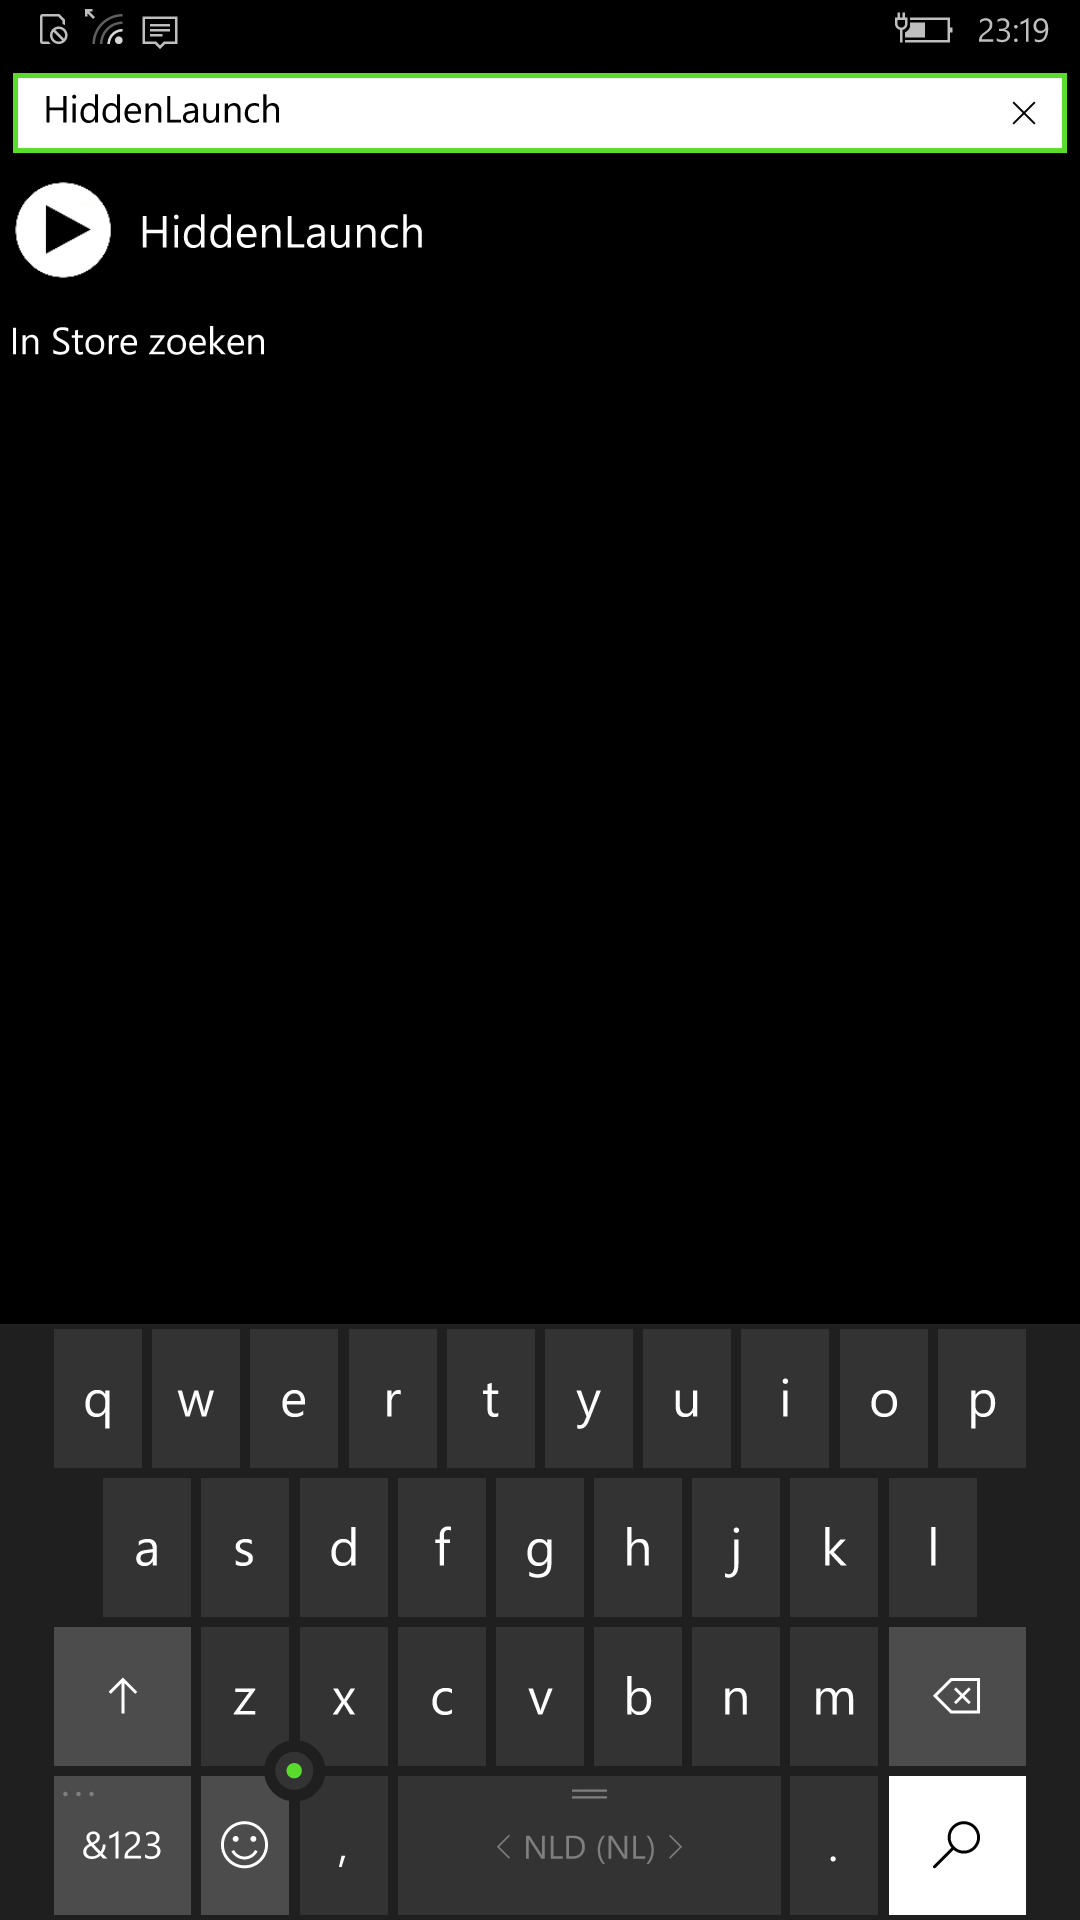 23:19
HiddenLaunch
HiddenLaunch
In Store zoeken
q w e r t y u i o p
a s d f g h j k l
z x c v b n m
&123 , < NLD (NL) > .